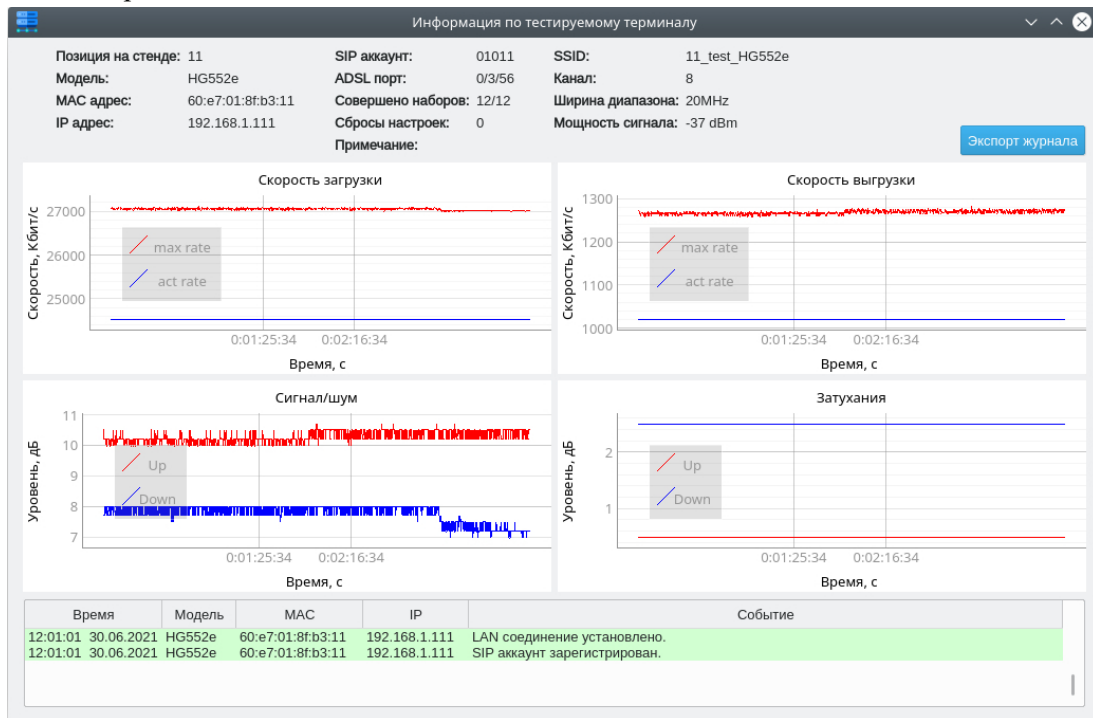 Информация по тестируемому терминалу
Позиция на стенде: 11 SIP аккаунт: 01011 SSID: 11_test_HG552e
Модель: HG552e ADSL порт: 0/3/56 Канал: 8
MAC адрес: 60:e7:01:8f:b3:11 Совершено наборов: 12/12 Ширина диапазона: 20MHz
IP адрес: 192.168.1.111 Сбросы настроек: 0 Мощность сигнала: -37 dBm
Примечание:
Экспорт журнала
Скорость загрузки
Скорость, Кбит/с
27000
26000
25000
max rate
act rate
0:01:25:34 0:02:16:34
Время, с
Скорость выгрузки
Скорость, Кбит/с
1300
1200
1100
1000
max rate
act rate
0:01:25:34 0:02:16:34
Время, с
Сигнал/шум
Уровень, дБ
11
10
9
8
7
Up
Down
0:01:25:34 0:02:16:34
Время, с
Затухания
Уровень, дБ
2
1
Up
Down
0:01:25:34 0:02:16:34
Время, с
Время Модель MAC IP Событие
12:01:01 30.06.2021 HG552e 60:e7:01:8f:b3:11 192.168.1.111 LAN соединение установлено.
12:01:01 30.06.2021 HG552e 60:e7:01:8f:b3:11 192.168.1.111 SIP аккаунт зарегистрирован.